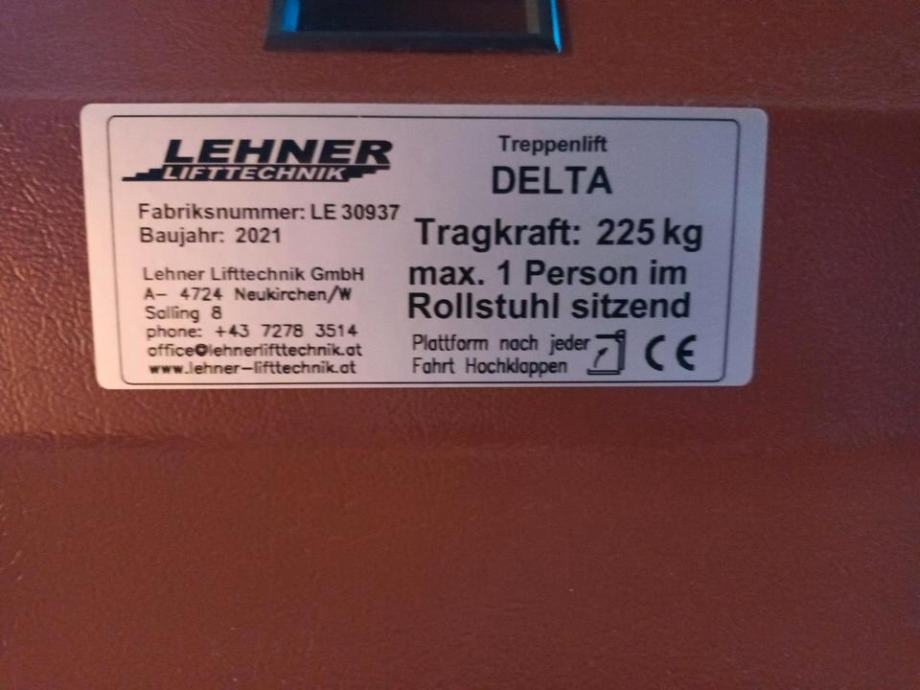 LEHNER
LIFTTECHNIK
Fabriksnummer: LE 30937
Baujahr: 2021
Lehner Lifttechnik GmbH
A- 4724 Neukirchen/W
Salling 8
phone: +43 7278 3514
office@lehnerlifttechnik.at
www.lehner-lifttechnik.at
Treppenlift
DELTA
Tragkraft: 225 kg
max. 1 Person im
Rollstuhl sitzend
Plattform nach jeder
Fahrt Hochklappen
CE